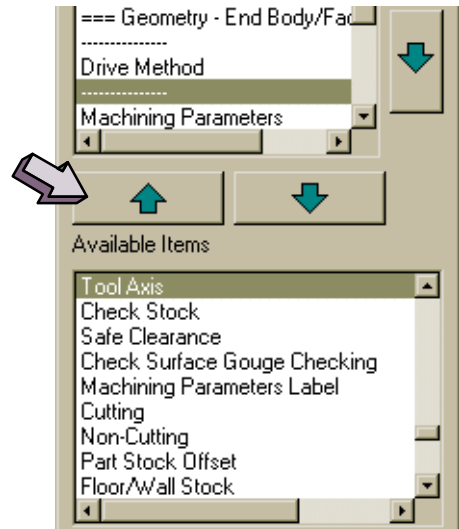 === Geometry - End Body/Fac
---------------
Drive Method
---------------
Machining Parameters
Available Items
Tool Axis
Check Stock
Safe Clearance
Check Surface Gouge Checking
Machining Parameters Label
Cutting
Non-Cutting
Part Stock Offset
Floor/Wall Stock